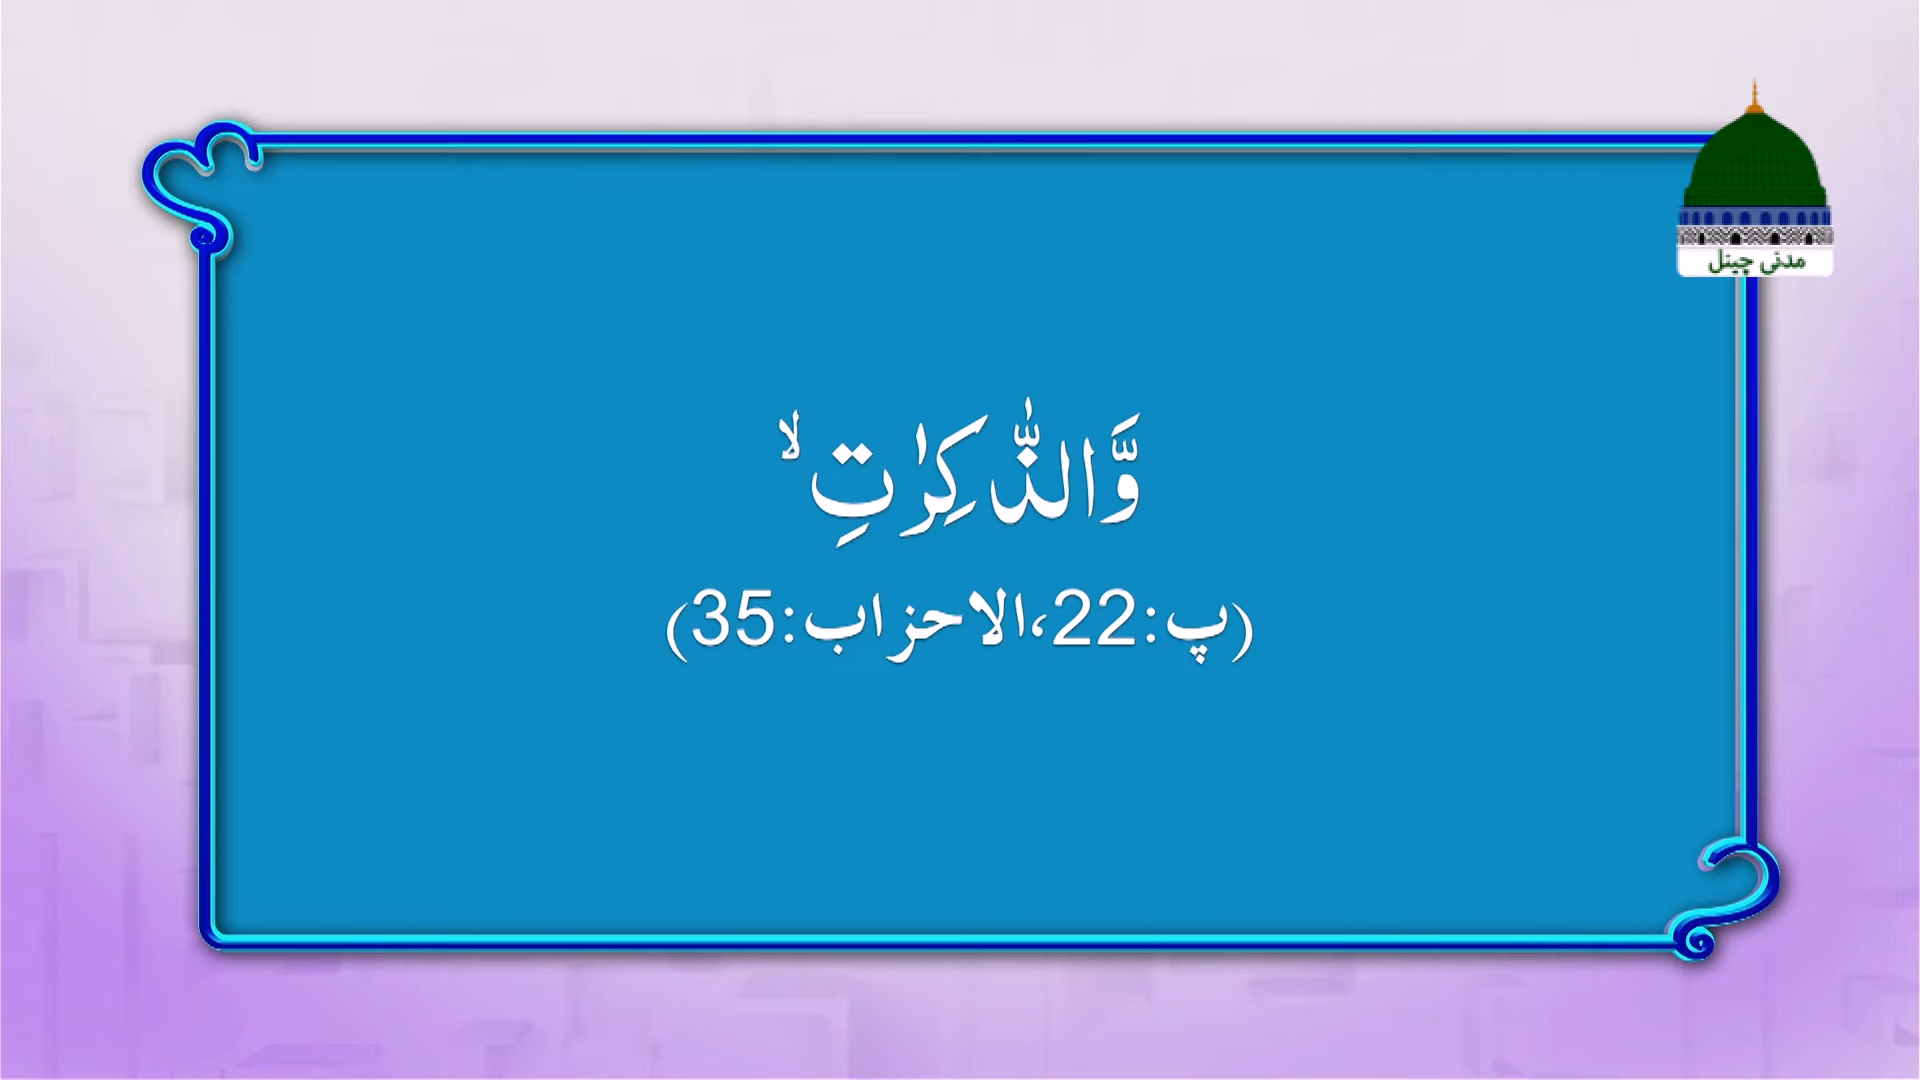 مدنی چینل
وَّالذّٰکِرٰتِ ۙ
(پ:22،الاحزاب:35)